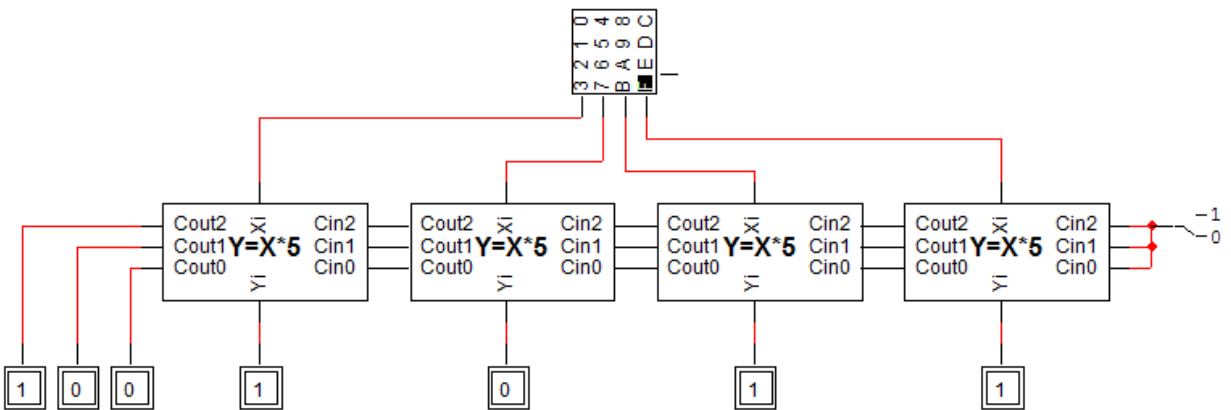 0 4 8 C
1 5 9 D
2 6 A E
3 7 B F
1
0
Cout2 Xi Cin2 Cout2 Xi Cin2 Cout2 Xi Cin2 Cout2 Xi Cin2
Cout1 Y=X*5 Cin1 Cout1 Y=X*5 Cin1 Cout1 Y=X*5 Cin1 Cout1 Y=X*5 Cin1
Cout0 Cin0 Cout0 Cin0 Cout0 Cin0 Cout0 Cin0
Yi Yi Yi Yi
1 0 0 1 0 1 1